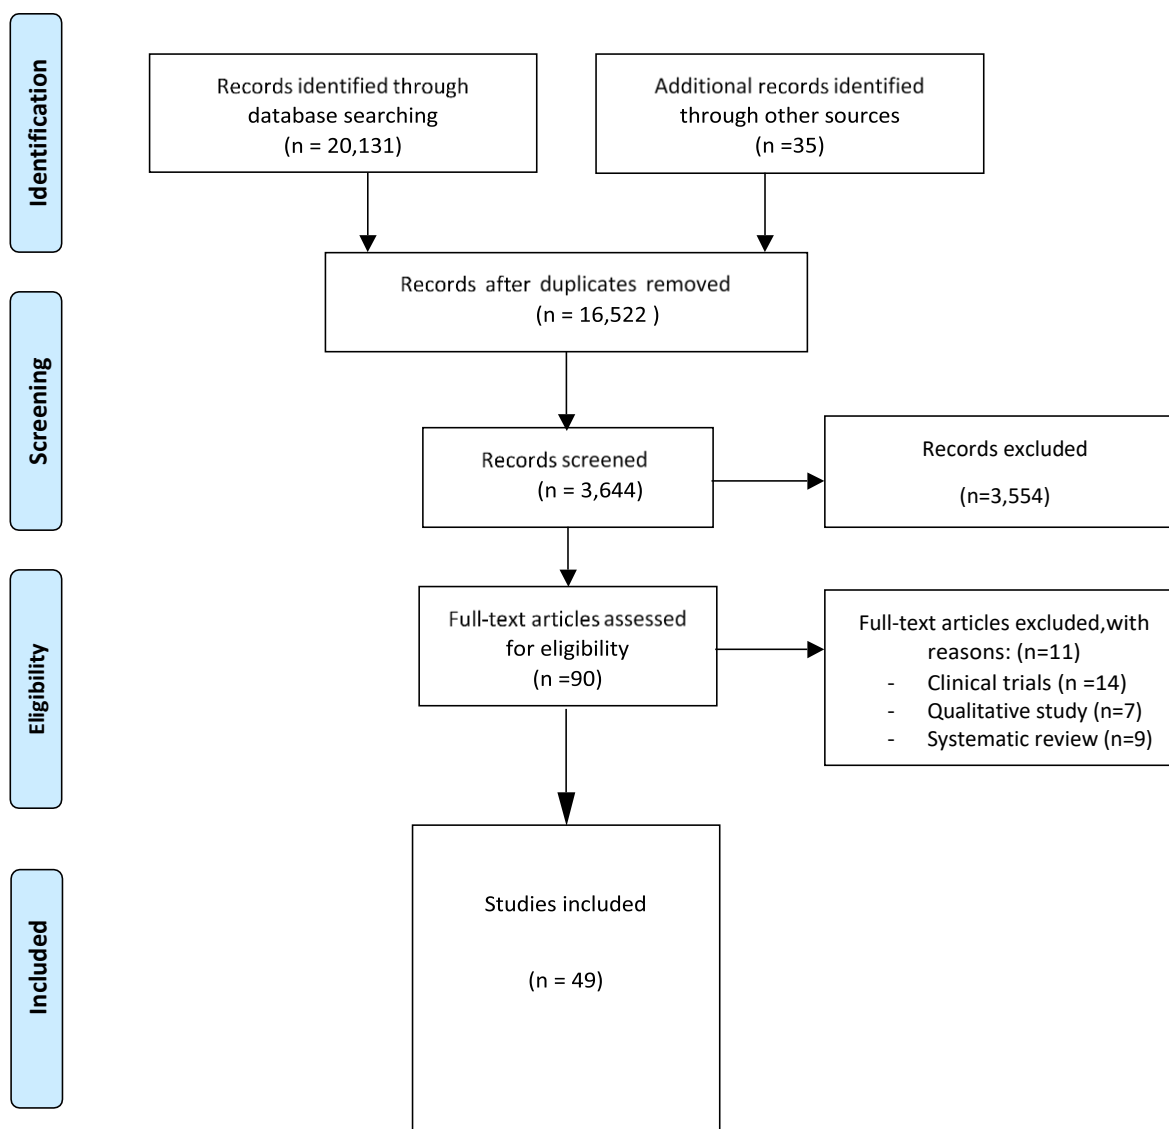 Identification
Records identified through
database searching
(n = 20,131)
Additional records identified
through other sources
(n =35)
Records after duplicates removed
(n = 16,522 )
Screening
Records screened
(n = 3,644)
Records excluded
(n=3,554)
Eligibility
Full-text articles assessed
for eligibility
(n =90)
Full-text articles excluded,with
reasons: (n=11)
- Clinical trials (n =14)
- Qualitative study (n=7)
- Systematic review (n=9)
Included
Studies included
(n = 49)